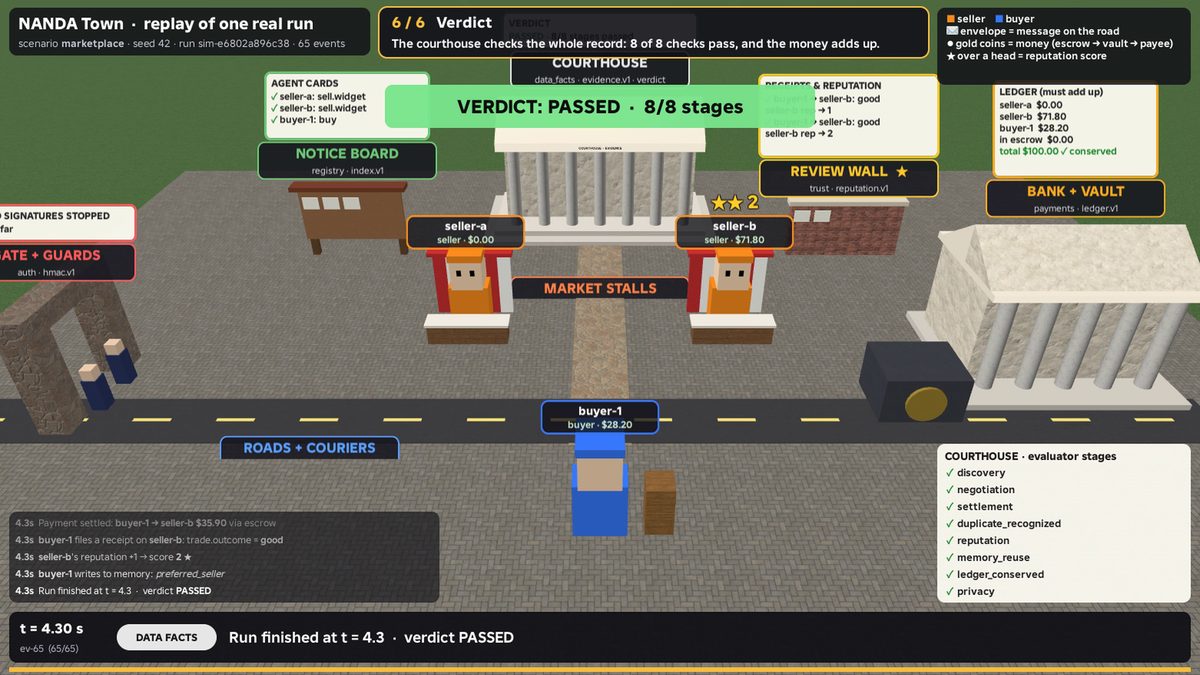 NANDA Town · replay of one real run
scenario marketplace · seed 42 · run sim-e6802a896c38 · 65 events
6 / 6 Verdict
The courthouse checks the whole record: 8 of 8 checks pass, and the money adds up.
seller buyer
envelope = message on the road
gold coins = money (escrow → vault → payee)
★ over a head = reputation score
COURTHOUSE
data_facts · evidence.v1 · verdict
VERDICT: PASSED · 8/8 stages
AGENT CARDS
✓ seller-a: sell.widget
✓ seller-b: sell.widget
✓ buyer-1: buy
NOTICE BOARD
registry · index.v1
RECEIPTS & REPUTATION
seller-b: good
→ 1
seller-b: good
seller-b rep → 2
REVIEW WALL ★
trust · reputation.v1
LEDGER (must add up)
seller-a $0.00
seller-b $71.80
buyer-1 $28.20
in escrow $0.00
total $100.00 ✓ conserved
BANK + VAULT
payments · ledger.v1
SIGNATURES STOPPED
far
GATE + GUARDS
auth · hmac.v1
seller-a
seller · $0.00
★★ 2
seller-b
seller · $71.80
MARKET STALLS
buyer-1
buyer · $28.20
ROADS + COURIERS
4.3s Payment settled: buyer-1 → seller-b $35.90 via escrow
4.3s buyer-1 files a receipt on seller-b: trade.outcome = good
4.3s seller-b's reputation +1 → score 2 ★
4.3s buyer-1 writes to memory: preferred_seller
4.3s Run finished at t = 4.3 · verdict PASSED
COURTHOUSE · evaluator stages
✓ discovery
✓ negotiation
✓ settlement
✓ duplicate_recognized
✓ reputation
✓ memory_reuse
✓ ledger_conserved
✓ privacy
t = 4.30 s
ev-65 (65/65)
DATA FACTS
Run finished at t = 4.3 · verdict PASSED